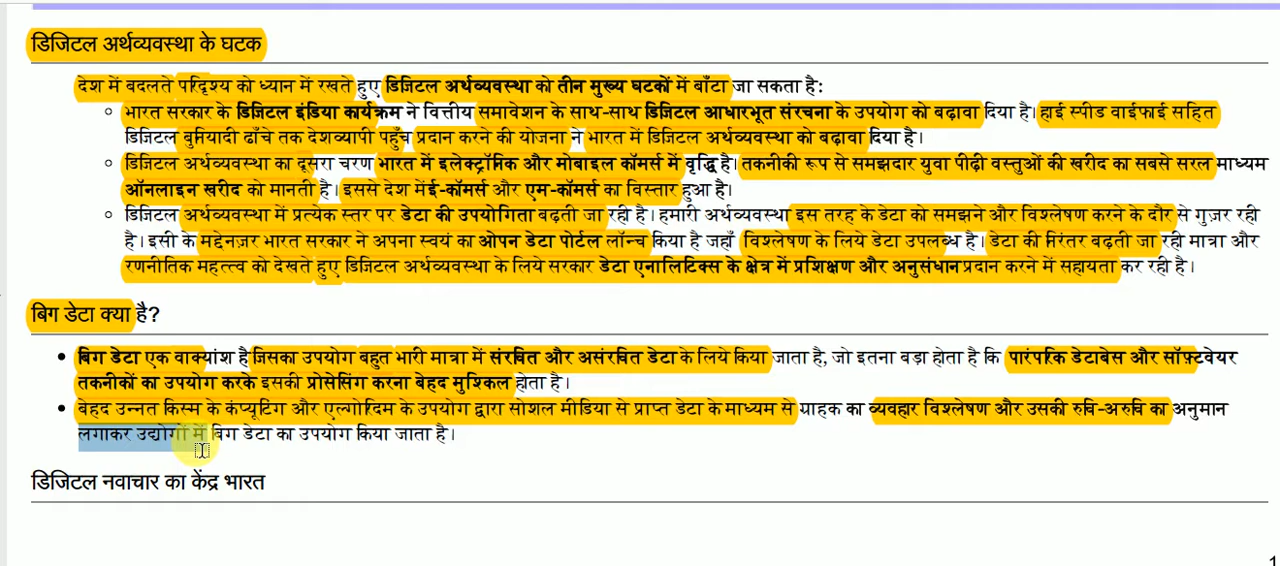 डिजिटल अर्थव्यवस्था के घटक
देश में बदलते परिदृश्य को ध्यान में रखते हुए डिजिटल अर्थव्यवस्था को तीन मुख्य घटकों में बाँटा जा सकता है:
भारत सरकार के डिजिटल इंडिया कार्यक्रम ने वित्तीय समावेशन के साथ-साथ डिजिटल आधारभूत संरचना के उपयोग को बढ़ावा दिया है। हाई स्पीड वाईफाई सहित
डिजिटल बुनियादी ढाँचे तक देशव्यापी पहुँच प्रदान करने की योजना ने भारत में डिजिटल अर्थव्यवस्था को बढ़ावा दिया है।
डिजिटल अर्थव्यवस्था का दूसरा चरण भारत में इलेक्ट्रॉनिक और मोबाइल कॉमर्स में वृद्धि है। तकनीकी रूप से समझदार युवा पीढ़ी वस्तुओं की खरीद का सबसे सरल माध्यम
ऑनलाइन खरीद को मानती है। इससे देश में ई-कॉमर्स और एम-कॉमर्स का विस्तार हुआ है।
डिजिटल अर्थव्यवस्था में प्रत्येक स्तर पर डेटा की उपयोगिता बढ़ती जा रही है। हमारी अर्थव्यवस्था इस तरह के डेटा को समझने और विश्लेषण करने के दौर से गुज़र रही
है। इसी के मद्देनज़र भारत सरकार ने अपना स्वयं का ओपन डेटा पोर्टल लॉन्च किया है जहाँ विश्लेषण के लिये डेटा उपलब्ध है। डेटा की निरंतर बढ़ती जा रही मात्रा और
रणनीतिक महत्त्व को देखते हुए डिजिटल अर्थव्यवस्था के लिये सरकार डेटा एनालिटिक्स के क्षेत्र में प्रशिक्षण और अनुसंधान प्रदान करने में सहायता कर रही है।
बिग डेटा क्या है?
बिग डेटा एक वाक्यांश है जिसका उपयोग बहुत भारी मात्रा में संरचित और असंरचित डेटा के लिये किया जाता है, जो इतना बड़ा होता है कि पारंपरिक डेटाबेस और सॉफ़्टवेयर
तकनीकों का उपयोग करके इसकी प्रोसेसिंग करना बेहद मुश्किल होता है।
बेहद उन्नत किस्म के कंप्यूटिंग और एल्गोरिदम के उपयोग द्वारा सोशल मीडिया से प्राप्त डेटा के माध्यम से ग्राहक का व्यवहार विश्लेषण और उसकी रुचि-अरुचि का अनुमान
लगाकर उद्योगों में बिग डेटा का उपयोग किया जाता है।
डिजिटल नवाचार का केंद्र भारत
1